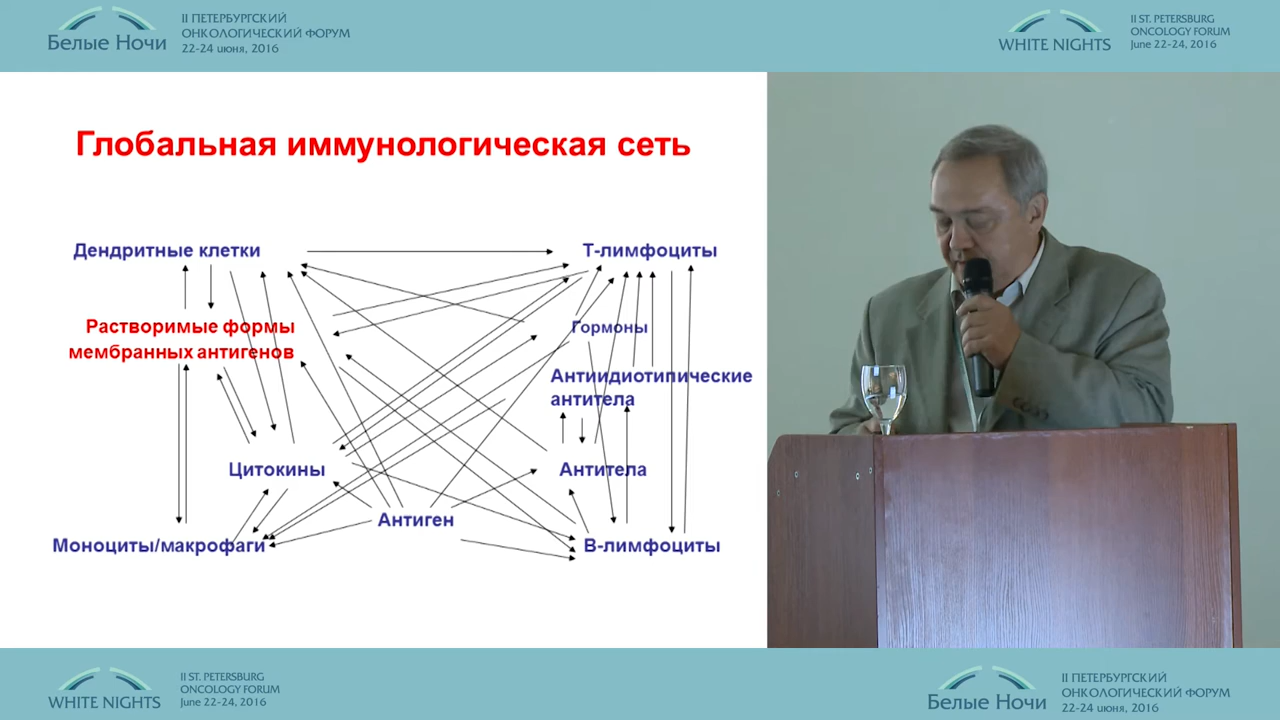 Белые Ночи
II ПЕТЕРБУРГСКИЙ
ОНКОЛОГИЧЕСКИЙ ФОРУМ
22-24 июня, 2016
WHITE NIGHTS
II ST. PETERSBURG
ONCOLOGY FORUM
June 22-24, 2016
Глобальная иммунологическая сеть
Дендритные клетки
Т-лимфоциты
Растворимые формы
мембранных антигенов
Гормоны
Антиидиотипические
антитела
Цитокины
Антитела
Антиген
Моноциты/макрофаги
В-лимфоциты
WHITE NIGHTS
II ST. PETERSBURG
ONCOLOGY FORUM
June 22-24, 2016
Белые Ночи
II ПЕТЕРБУРГСКИЙ
ОНКОЛОГИЧЕСКИЙ ФОРУМ
22-24 июня, 2016